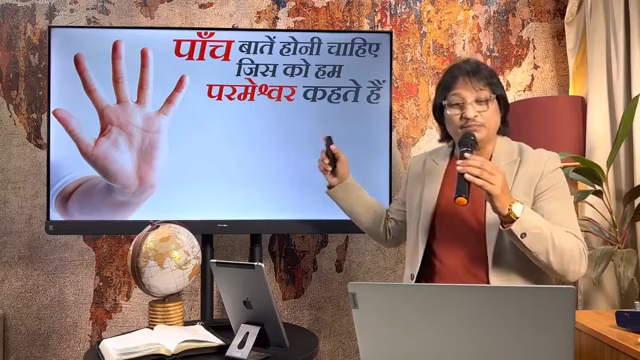 पाँच बातें होनी चाहिए
जिस को हम
परमेश्वर कहते हैं